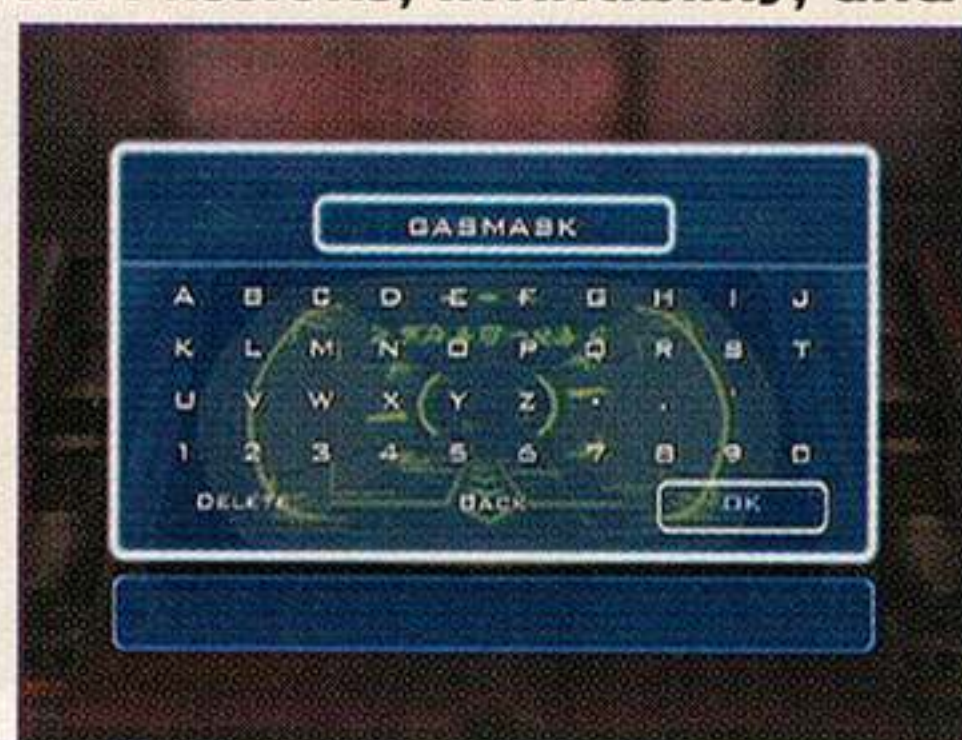 GASMASK
A B C D E F G H I J
K L M N O P Q R S T
U V W X Y Z - . '
1 2 3 4 5 6 7 8 9 0
DELETE BACK OK